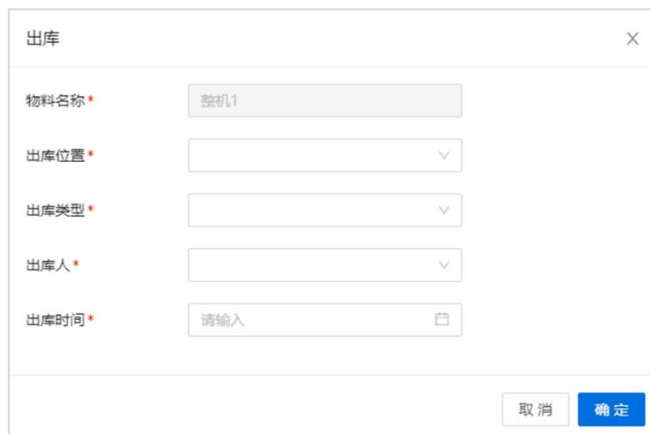 出库
物料名称*
整机1
出库位置*
出库类型*
出库人*
出库时间*
请输入
取消
确定